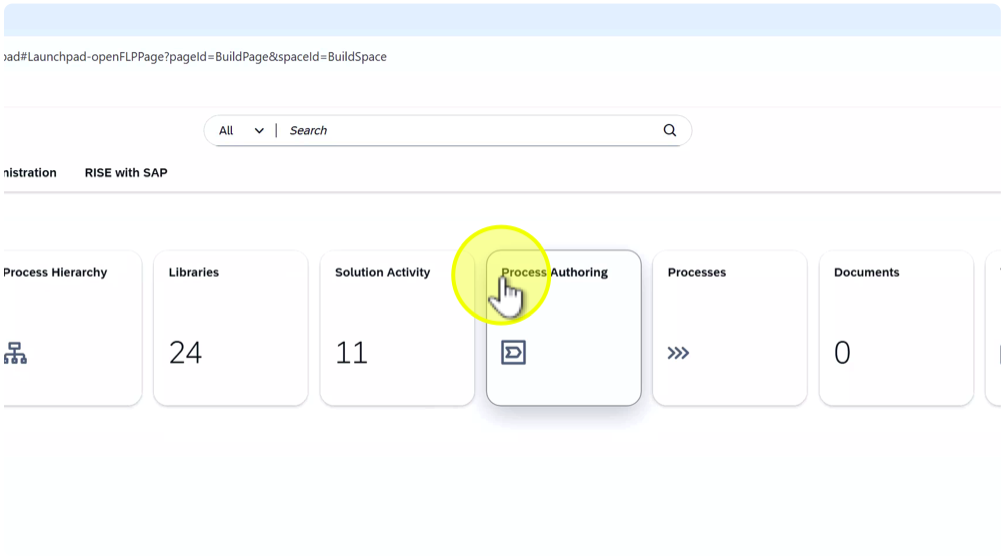 pad#Launchpad-openFLPPage?pageId=BuildPage&spaceId=BuildSpace
All
Search
nistration RISE with SAP
Process Hierarchy
Libraries
24
Solution Activity
11
Process Authoring
Processes
Documents
0